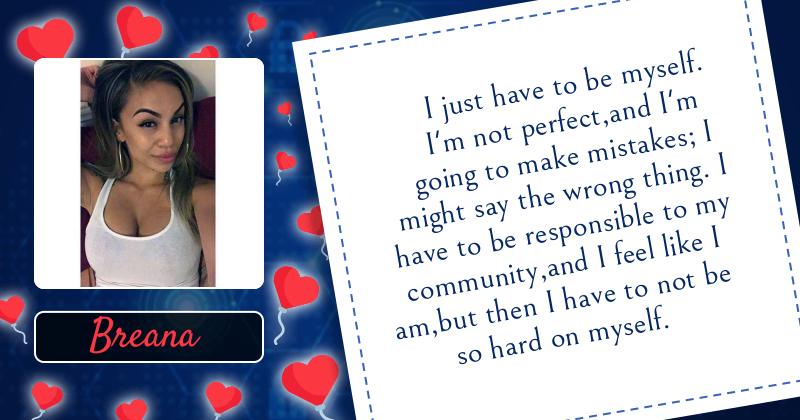 I just have to be myself.
I'm not perfect,and I'm
going to make mistakes; I
might say the wrong thing. I
have to be responsible to my
community,and I feel like I
am,but then I have to not be
so hard on myself.
Breana